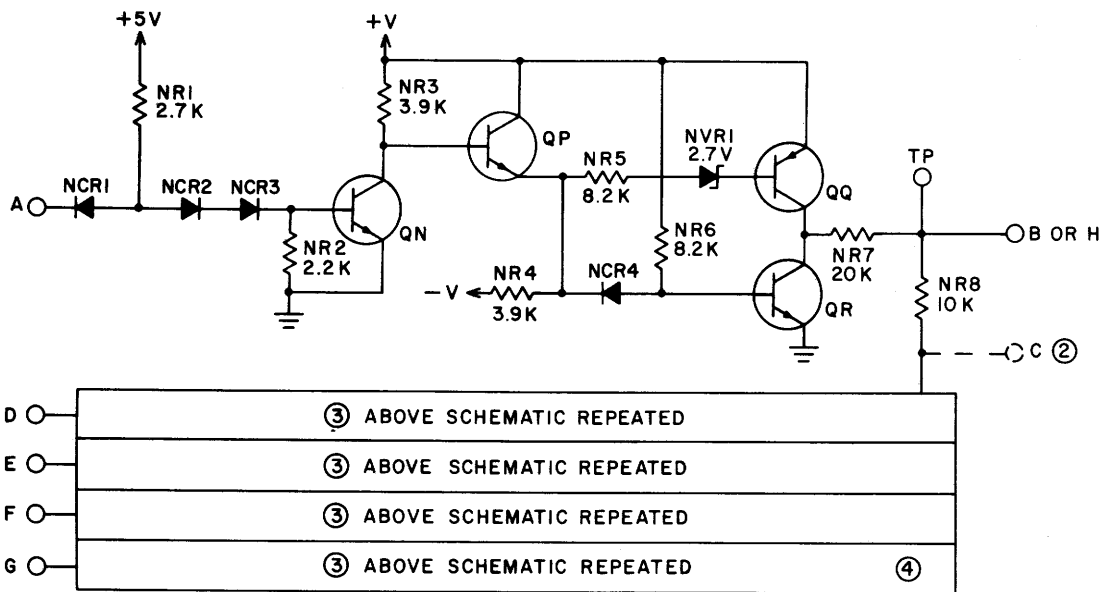 +5V
+V
NR1
2.7K
NR3
3.9K
QP
NVR1
2.7V
TP
NR5
8.2K
A
NCR1
NCR2
NCR3
QN
QQ
B OR H
NR2
2.2K
NR6
8.2K
NR7
20K
NR4
3.9K
NCR4
-V
QR
NR8
10K
C ②
D ③ ABOVE SCHEMATIC REPEATED
E ③ ABOVE SCHEMATIC REPEATED
F ③ ABOVE SCHEMATIC REPEATED
G ③ ABOVE SCHEMATIC REPEATED ④